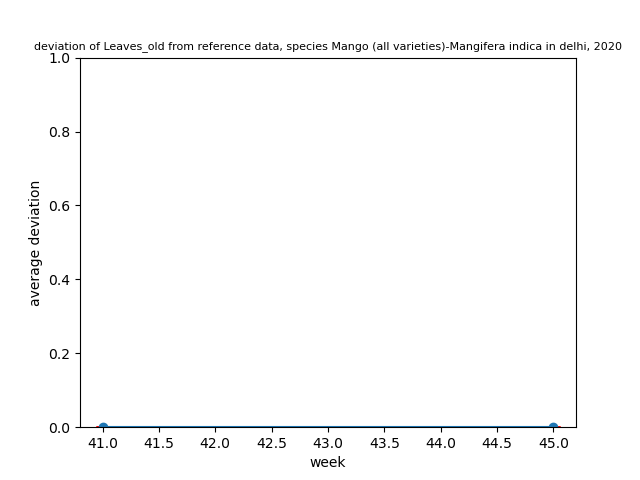 deviation of Leaves_old from reference data, species Mango (all varieties)-Mangifera indica in delhi, 2020
1.0
0.8
0.6
0.4
0.2
0.0
average deviation
41.0 41.5 42.0 42.5 43.0 43.5 44.0 44.5 45.0
week